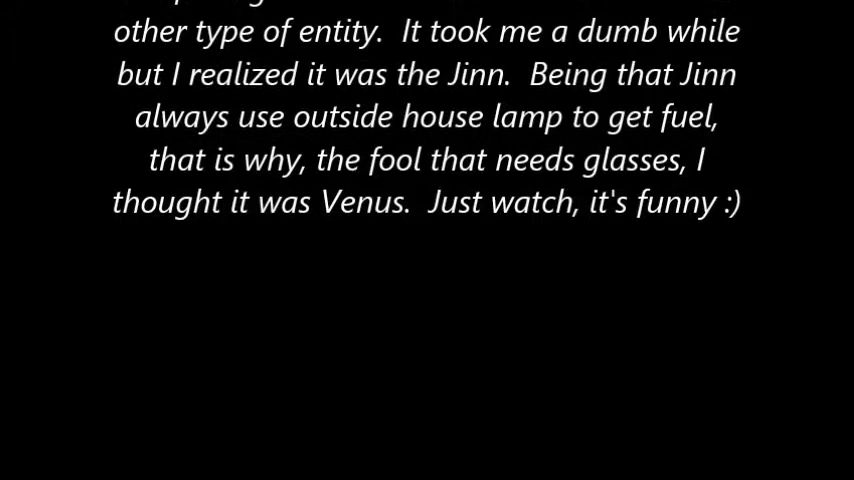 other type of entity.  It took me a dumb while
but I realized it was the Jinn.  Being that Jinn
always use outside house lamp to get fuel,
that is why, the fool that needs glasses, I
thought it was Venus.  Just watch, it's funny :)